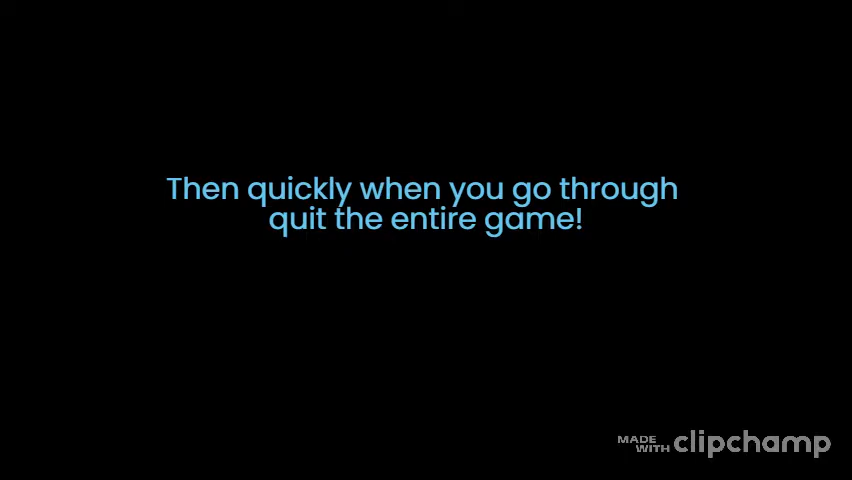 Then quickly when you go through
quit the entire game!
MADE
WITH clipchamp